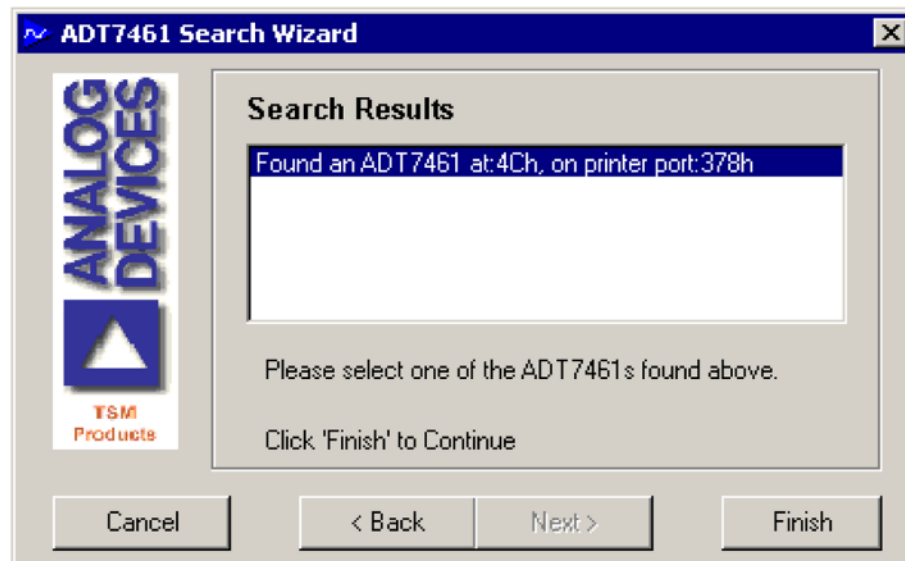 ADT7461 Search Wizard
ANALOG
DEVICES
TSM
Products
Search Results
Found an ADT7461 at:4Ch, on printer port:378h
Please select one of the ADT7461s found above.
Click 'Finish' to Continue
Cancel
< Back
Next >
Finish